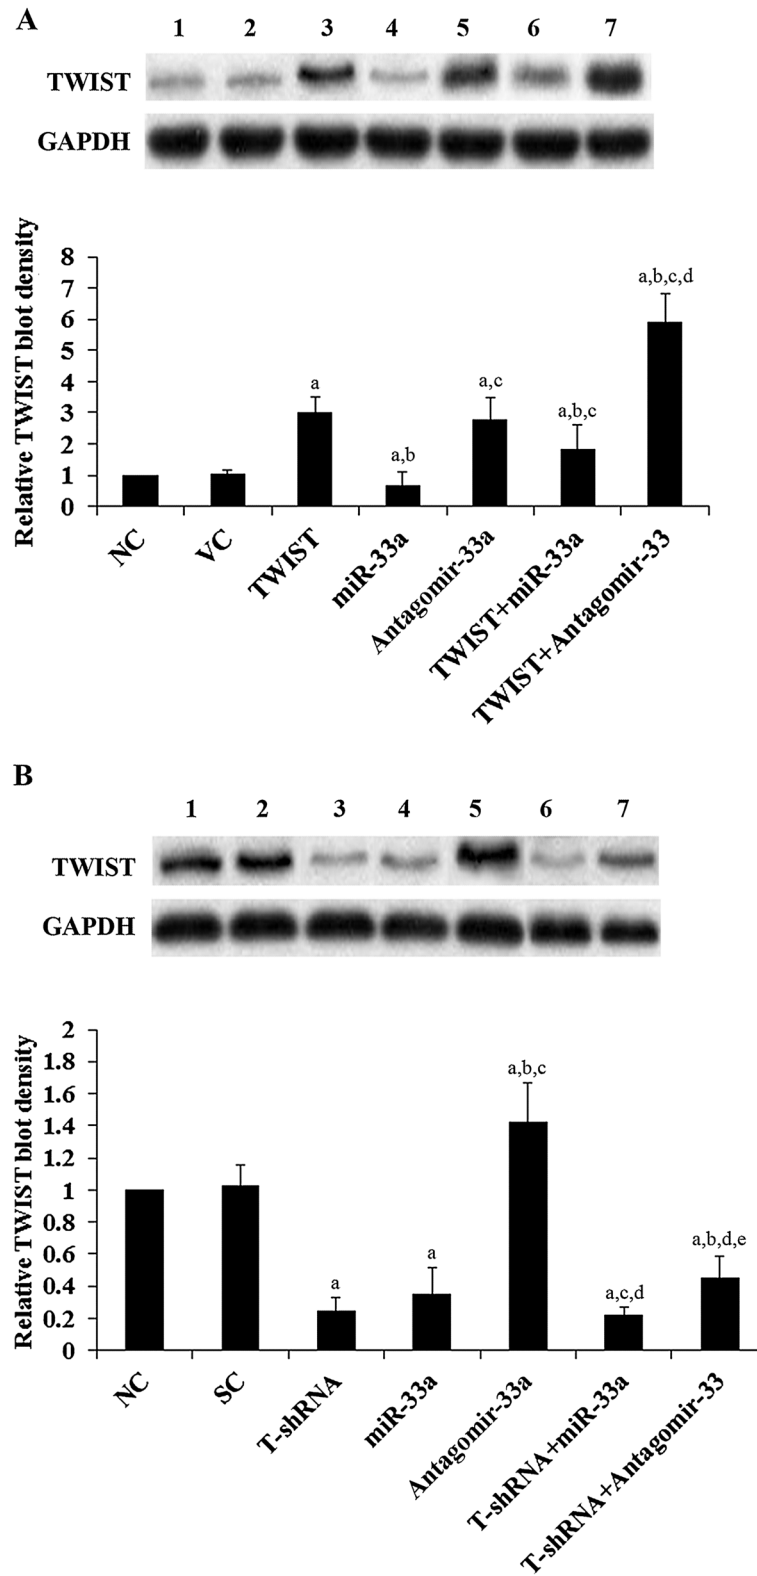 A
1 2 3 4 5 6 7
TWIST
GAPDH
Relative TWIST blot density
8
7
6
5
4
3
2
1
0
a
a,b
a,c
a,b,c
a,b,c,d
NC
VC
TWIST
miR-33a
Antagomir-33a
TWIST+miR-33a
TWIST+Antagomir-33
B
1 2 3 4 5 6 7
TWIST
GAPDH
Relative TWIST blot density
2
1.8
1.6
1.4
1.2
1
0.8
0.6
0.4
0.2
0
a
a
a,b,c
a,c,d
a,b,d,e
NC
SC
T-shRNA
miR-33a
Antagomir-33a
T-shRNA+miR-33a
T-shRNA+Antagomir-33